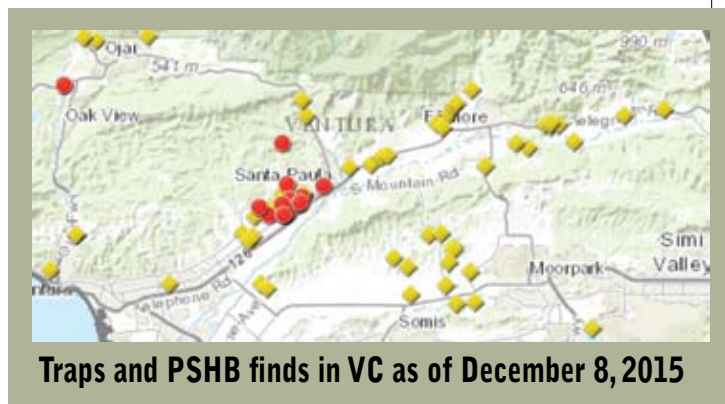 990 m
Ojai
541 m
646 m
Oak View
VENTURA
Santa Paula
S Mountain Rd
Simi
Valley
126
Moorpark
Telephone Rd
Somis
Traps and PSHB finds in VC as of December 8, 2015